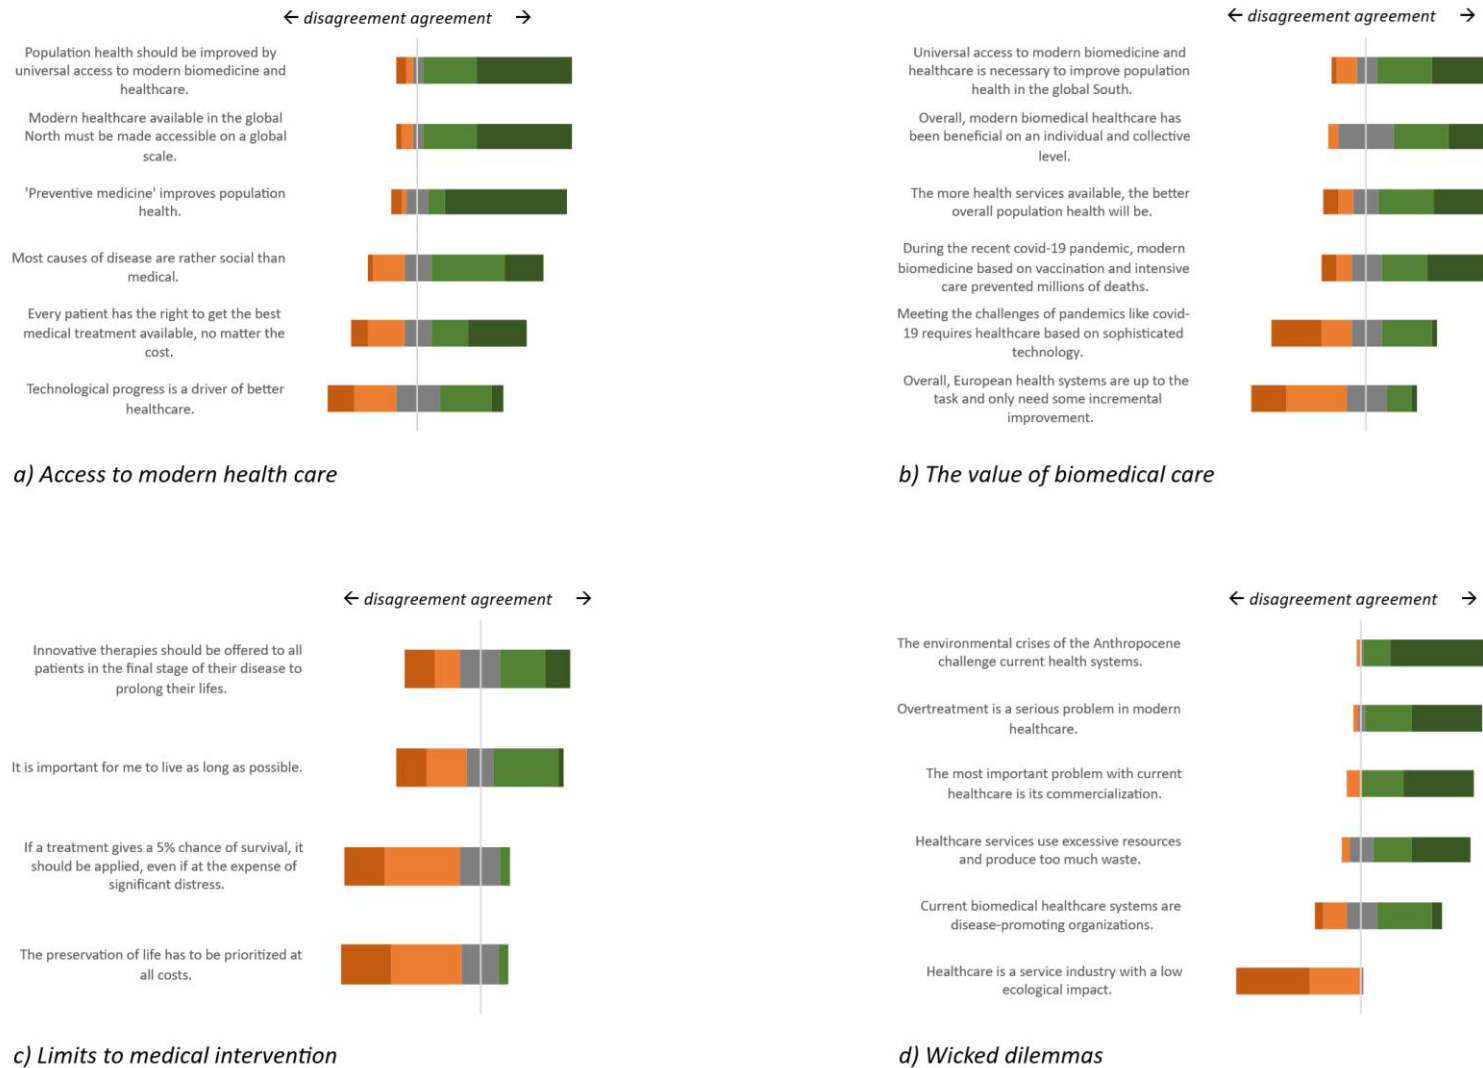 ← disagreement agreement →
Population health should be improved by
universal access to modern biomedicine and
healthcare.
Modern healthcare available in the global
North must be made accessible on a global
scale.
'Preventive medicine' improves population
health.
Most causes of disease are rather social than
medical.
Every patient has the right to get the best
medical treatment available, no matter the
cost.
Technological progress is a driver of better
healthcare.
a) Access to modern health care
← disagreement agreement →
Universal access to modern biomedicine and
healthcare is necessary to improve population
health in the global South.
Overall, modern biomedical healthcare has
been beneficial on an individual and collective
level.
The more health services available, the better
overall population health will be.
During the recent covid-19 pandemic, modern
biomedicine based on vaccination and intensive
care prevented millions of deaths.
Meeting the challenges of pandemics like covid-
19 requires healthcare based on sophisticated
technology.
Overall, European health systems are up to the
task and only need some incremental
improvement.
b) The value of biomedical care
← disagreement agreement →
Innovative therapies should be offered to all
patients in the final stage of their disease to
prolong their lifes.
It is important for me to live as long as possible.
If a treatment gives a 5% chance of survival, it
should be applied, even if at the expense of
significant distress.
The preservation of life has to be prioritized at
all costs.
c) Limits to medical intervention
← disagreement agreement →
The environmental crises of the Anthropocene
challenge current health systems.
Overtreatment is a serious problem in modern
healthcare.
The most important problem with current
healthcare is its commercialization.
Healthcare services use excessive resources
and produce too much waste.
Current biomedical healthcare systems are
disease-promoting organizations.
Healthcare is a service industry with a low
ecological impact.
d) Wicked dilemmas